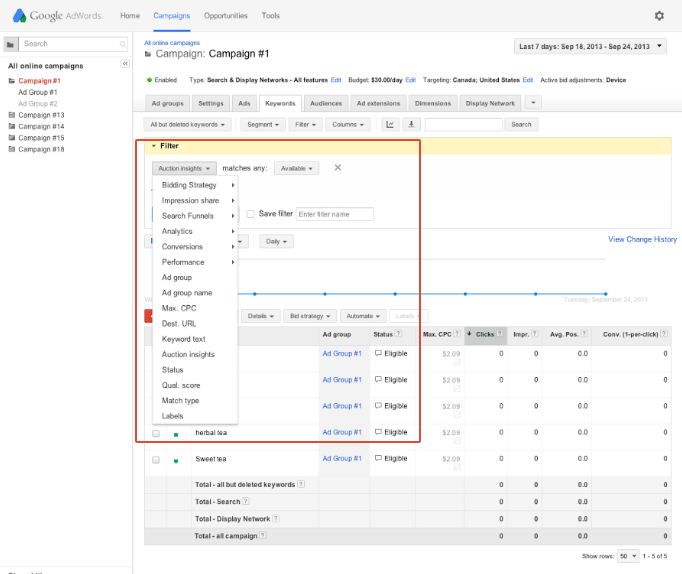 Google AdWords
Home Campaigns Opportunities Tools
Search
All online campaigns
Campaign #1
Ad Group #1
Ad Group #2
Campaign #13
Campaign #14
Campaign #15
Campaign #16
All online campaigns
Campaign: Campaign #1
Last 7 days: Sep 18, 2013 - Sep 24, 2013
Enabled Type: Search & Display Networks - All features Edit Budget: $30.00/day Edit Targeting: Canada; United States Edit Active bid adjustments: Device
Ad groups Settings Ads Keywords Audiences Ad extensions Dimensions Display Network
All but deleted keywords Segment Filter Columns Search
Filter
Auction insights matches any: Available
Bidding Strategy
Impression share
Search Funnels
Analytics
Conversions
Performance
Ad group
Ad group name
Max. CPC
Dest. URL
Keyword text
Auction insights
Status
Qual. score
Match type
Labels
Save filter Enter filter name
Daily
View Change History
Tuesday, September 24, 2013
Details Bid strategy Automate Labels
Ad group Status ? Max. CPC ? Clicks ? Impr. ? Avg. Pos. ? Conv. (1-per-click) ?
Ad Group #1 Eligible $2.09 0 0 0.0 0
Ad Group #1 Eligible $2.09 0 0 0.0 0
Ad Group #1 Eligible $2.09 0 0 0.0 0
herbal tea Ad Group #1 Eligible $2.09 0 0 0.0 0
Sweet tea Ad Group #1 Eligible $2.09 0 0 0.0 0
Total - all but deleted keywords ? 0 0 0.0 0
Total - Search ? 0 0 0.0 0
Total - Display Network ? 0 0 0.0 0
Total - all campaign ? 0 0 0.0 0
Show rows: 50 1 - 5 of 5